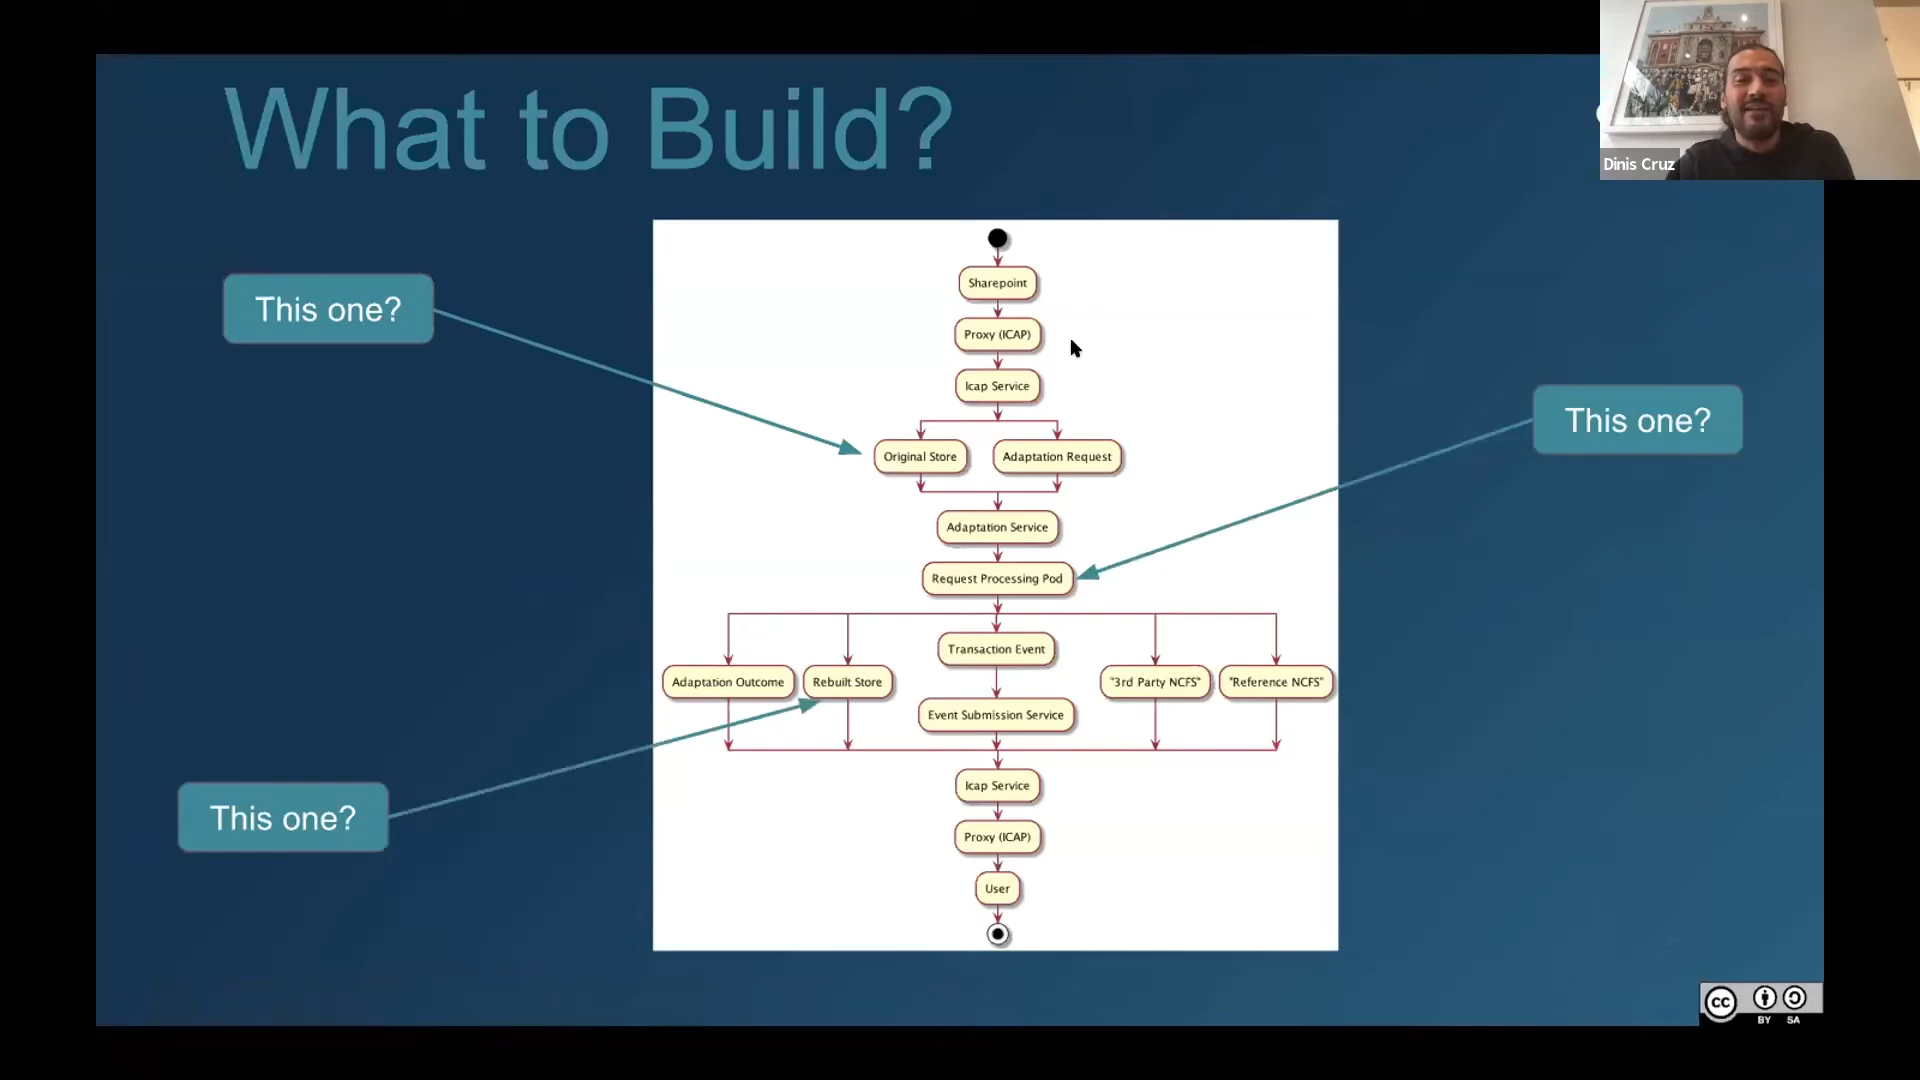 What to Build?
Dinis Cruz
This one?
This one?
This one?
Sharepoint
Proxy (ICAP)
Icap Service
Original Store
Adaptation Request
Adaptation Service
Request Processing Pod
Transaction Event
Adaptation Outcome
Rebuilt Store
"3rd Party NCFS"
"Reference NCFS"
Event Submission Service
Icap Service
Proxy (ICAP)
User
cc
BY SA